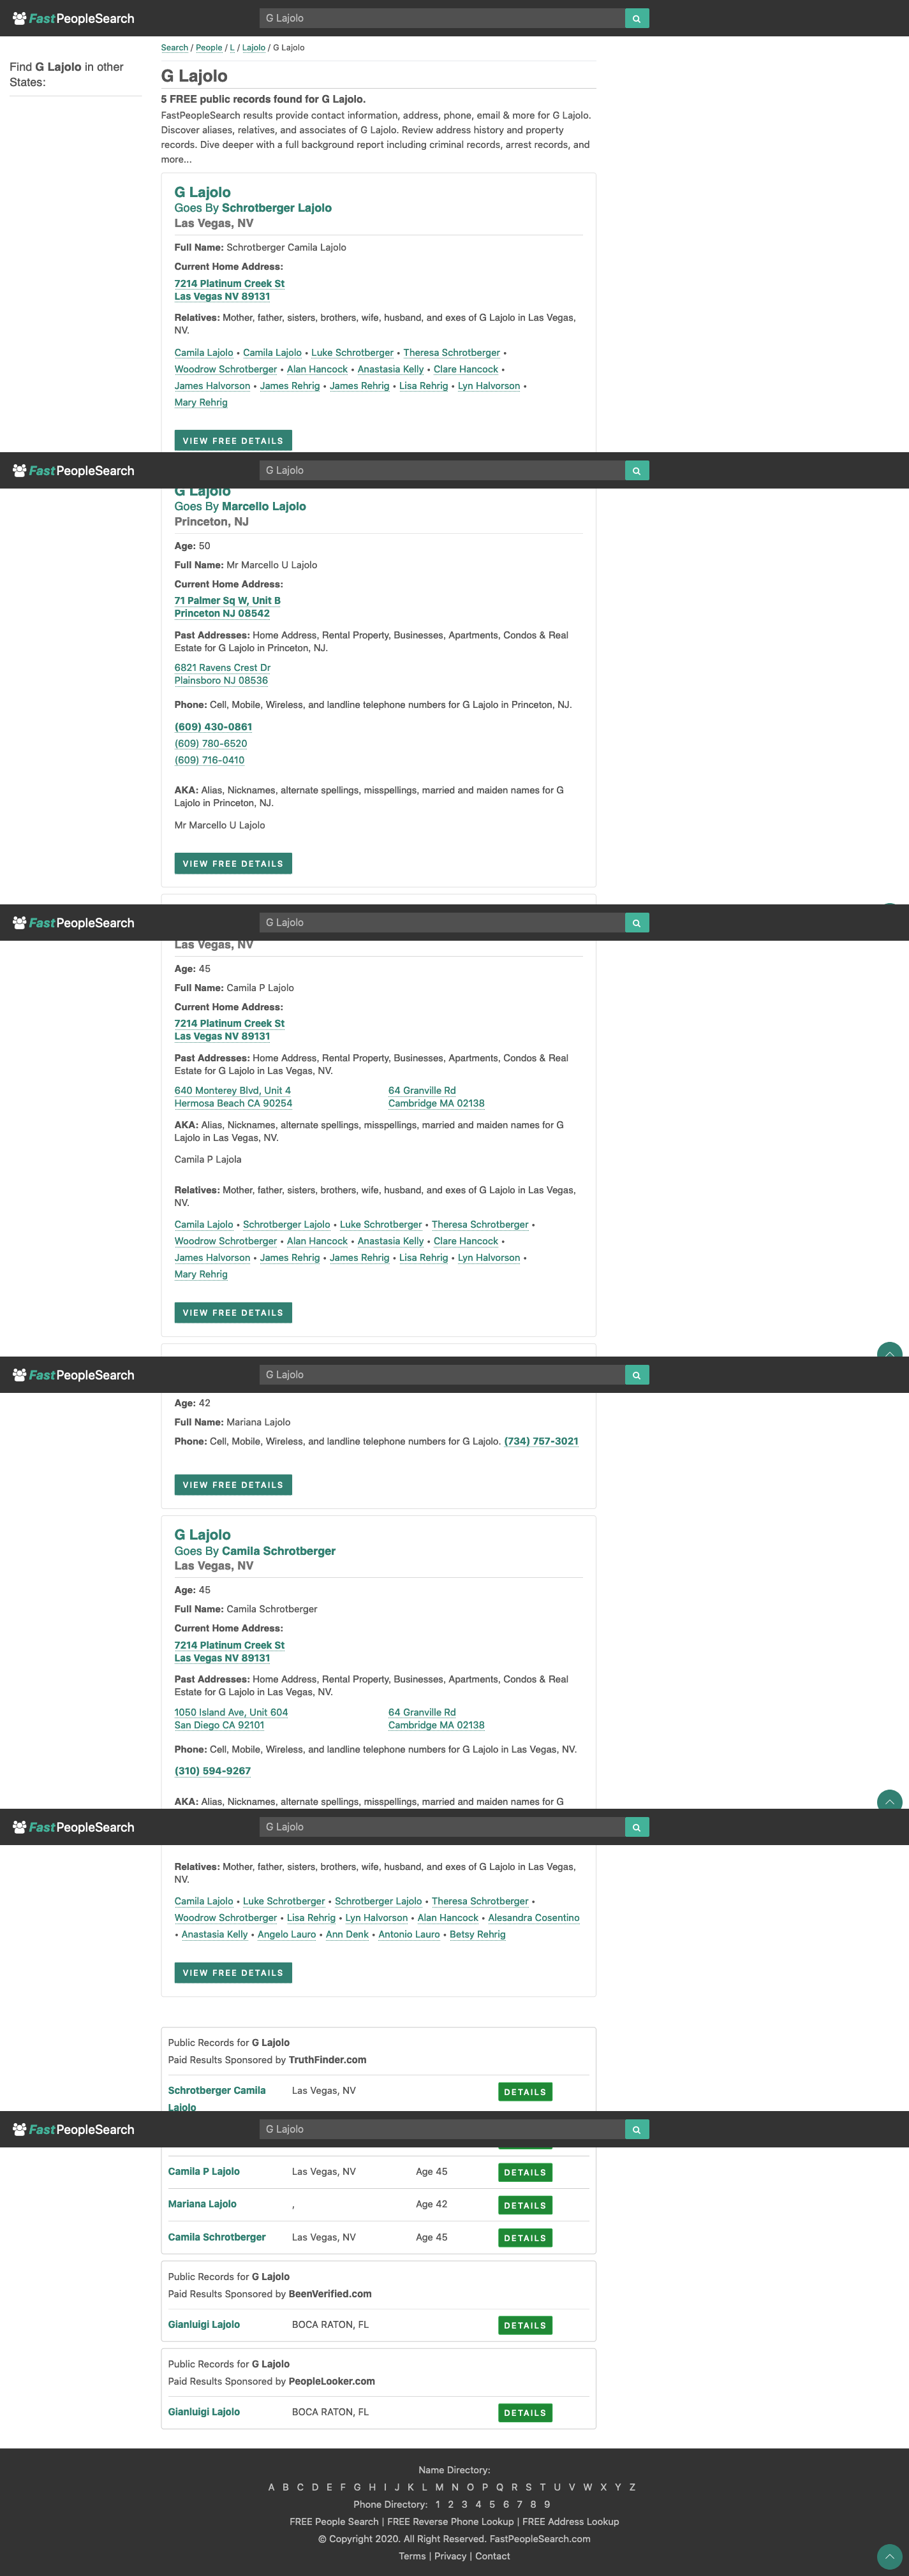 FastPeopleSearch
G Lajolo
Find G Lajolo in other
States:
Search / People / L / Lajolo / G Lajolo
G Lajolo
5 FREE public records found for G Lajolo.
FastPeopleSearch results provide contact information, address, phone, email & more for G Lajolo.
Discover aliases, relatives, and associates of G Lajolo. Review address history and property
records. Dive deeper with a full background report including criminal records, arrest records, and
more...
G Lajolo
Goes By Schrotberger Lajolo
Las Vegas, NV
Full Name: Schrotberger Camila Lajolo
Current Home Address:
7214 Platinum Creek St
Las Vegas NV 89131
Relatives: Mother, father, sisters, brothers, wife, husband, and exes of G Lajolo in Las Vegas,
NV.
Camila Lajolo • Camila Lajolo • Luke Schrotberger • Theresa Schrotberger •
Woodrow Schrotberger • Alan Hancock • Anastasia Kelly • Clare Hancock •
James Halvorson • James Rehrig • James Rehrig • Lisa Rehrig • Lyn Halvorson •
Mary Rehrig
VIEW FREE DETAILS
FastPeopleSearch
G Lajolo
G Lajolo
Goes By Marcello Lajolo
Princeton, NJ
Age: 50
Full Name: Mr Marcello U Lajolo
Current Home Address:
71 Palmer Sq W, Unit B
Princeton NJ 08542
Past Addresses: Home Address, Rental Property, Businesses, Apartments, Condos & Real
Estate for G Lajolo in Princeton, NJ.
6821 Ravens Crest Dr
Plainsboro NJ 08536
Phone: Cell, Mobile, Wireless, and landline telephone numbers for G Lajolo in Princeton, NJ.
(609) 430-0861
(609) 780-6520
(609) 716-0410
AKA: Alias, Nicknames, alternate spellings, misspellings, married and maiden names for G
Lajolo in Princeton, NJ.
Mr Marcello U Lajolo
VIEW FREE DETAILS
FastPeopleSearch
G Lajolo
Las Vegas, NV
Age: 45
Full Name: Camila P Lajolo
Current Home Address:
7214 Platinum Creek St
Las Vegas NV 89131
Past Addresses: Home Address, Rental Property, Businesses, Apartments, Condos & Real
Estate for G Lajolo in Las Vegas, NV.
640 Monterey Blvd, Unit 4 64 Granville Rd
Hermosa Beach CA 90254 Cambridge MA 02138
AKA: Alias, Nicknames, alternate spellings, misspellings, married and maiden names for G
Lajolo in Las Vegas, NV.
Camila P Lajola
Relatives: Mother, father, sisters, brothers, wife, husband, and exes of G Lajolo in Las Vegas,
NV.
Camila Lajolo • Schrotberger Lajolo • Luke Schrotberger • Theresa Schrotberger •
Woodrow Schrotberger • Alan Hancock • Anastasia Kelly • Clare Hancock •
James Halvorson • James Rehrig • James Rehrig • Lisa Rehrig • Lyn Halvorson •
Mary Rehrig
VIEW FREE DETAILS
FastPeopleSearch
G Lajolo
Age: 42
Full Name: Mariana Lajolo
Phone: Cell, Mobile, Wireless, and landline telephone numbers for G Lajolo. (734) 757-3021
VIEW FREE DETAILS
G Lajolo
Goes By Camila Schrotberger
Las Vegas, NV
Age: 45
Full Name: Camila Schrotberger
Current Home Address:
7214 Platinum Creek St
Las Vegas NV 89131
Past Addresses: Home Address, Rental Property, Businesses, Apartments, Condos & Real
Estate for G Lajolo in Las Vegas, NV.
1050 Island Ave, Unit 604 64 Granville Rd
San Diego CA 92101 Cambridge MA 02138
Phone: Cell, Mobile, Wireless, and landline telephone numbers for G Lajolo in Las Vegas, NV.
(310) 594-9267
AKA: Alias, Nicknames, alternate spellings, misspellings, married and maiden names for G
FastPeopleSearch
G Lajolo
Relatives: Mother, father, sisters, brothers, wife, husband, and exes of G Lajolo in Las Vegas,
NV.
Camila Lajolo • Luke Schrotberger • Schrotberger Lajolo • Theresa Schrotberger •
Woodrow Schrotberger • Lisa Rehrig • Lyn Halvorson • Alan Hancock • Alesandra Cosentino
• Anastasia Kelly • Angelo Lauro • Ann Denk • Antonio Lauro • Betsy Rehrig
VIEW FREE DETAILS
Public Records for G Lajolo
Paid Results Sponsored by TruthFinder.com
Schrotberger Camila Las Vegas, NV DETAILS
Lajolo
FastPeopleSearch
G Lajolo
Camila P Lajolo Las Vegas, NV Age 45 DETAILS
Mariana Lajolo , Age 42 DETAILS
Camila Schrotberger Las Vegas, NV Age 45 DETAILS
Public Records for G Lajolo
Paid Results Sponsored by BeenVerified.com
Gianluigi Lajolo BOCA RATON, FL DETAILS
Public Records for G Lajolo
Paid Results Sponsored by PeopleLooker.com
Gianluigi Lajolo BOCA RATON, FL DETAILS
Name Directory:
A B C D E F G H I J K L M N O P Q R S T U V W X Y Z
Phone Directory: 1 2 3 4 5 6 7 8 9
FREE People Search | FREE Reverse Phone Lookup | FREE Address Lookup
© Copyright 2020. All Right Reserved. FastPeopleSearch.com
Terms | Privacy | Contact